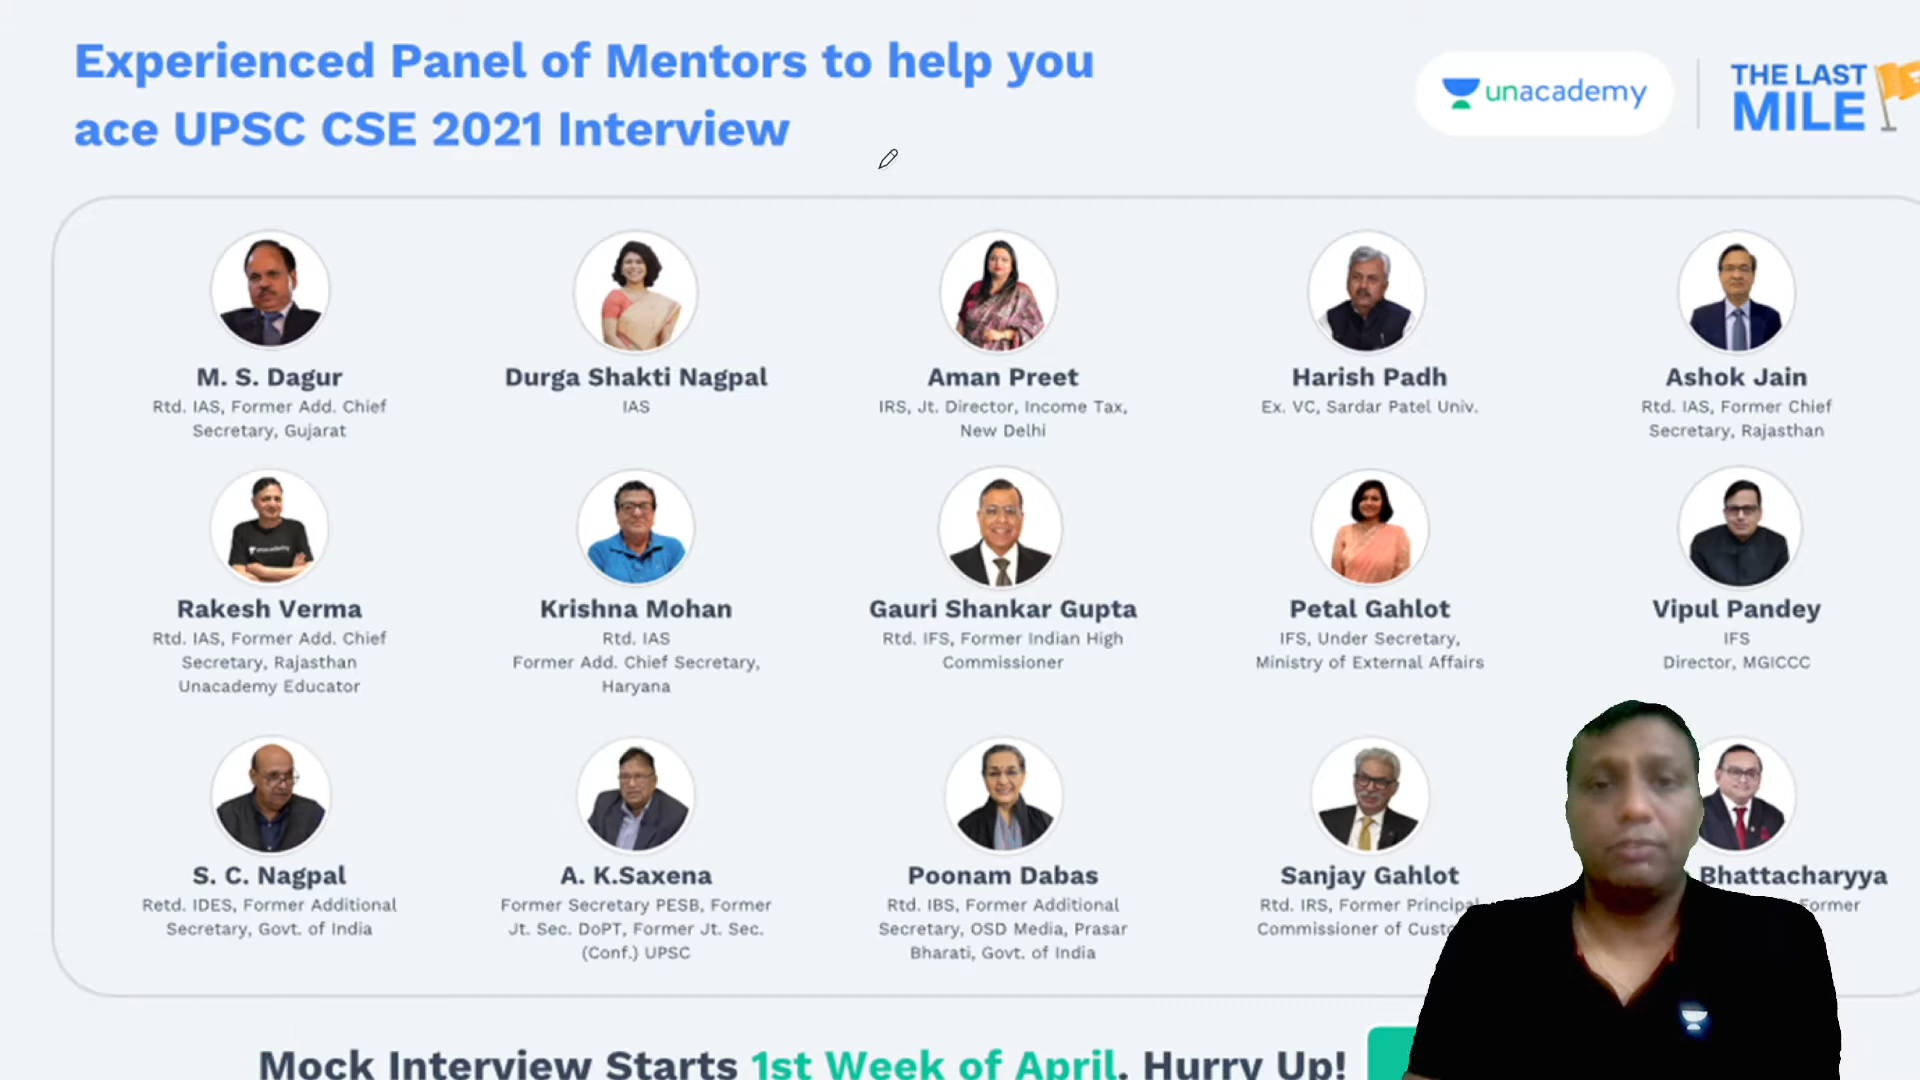 Experienced Panel of Mentors to help you
ace UPSC CSE 2021 Interview
unacademy
THE LAST
MILE
M. S. Dagur
Rtd. IAS, Former Add. Chief
Secretary, Gujarat
Durga Shakti Nagpal
IAS
Aman Preet
IRS, Jt. Director, Income Tax,
New Delhi
Harish Padh
Ex. VC, Sardar Patel Univ.
Ashok Jain
Rtd. IAS, Former Chief
Secretary, Rajasthan
unacademy
Rakesh Verma
Rtd. IAS, Former Add. Chief
Secretary, Rajasthan
Unacademy Educator
Krishna Mohan
Rtd. IAS
Former Add. Chief Secretary,
Haryana
Gauri Shankar Gupta
Rtd. IFS, Former Indian High
Commissioner
Petal Gahlot
IFS, Under Secretary,
Ministry of External Affairs
Vipul Pandey
IFS
Director, MGICCC
S. C. Nagpal
Retd. IDES, Former Additional
Secretary, Govt. of India
A. K.Saxena
Former Secretary PESB, Former
Jt. Sec. DoPT, Former Jt. Sec.
(Conf.) UPSC
Poonam Dabas
Rtd. IBS, Former Additional
Secretary, OSD Media, Prasar
Bharati, Govt. of India
Sanjay Gahlot
Rtd. IRS, Former Principal
Commissioner of
Bhattacharyya
Former
Mock Interview Starts 1st Week of April. Hurry Up!